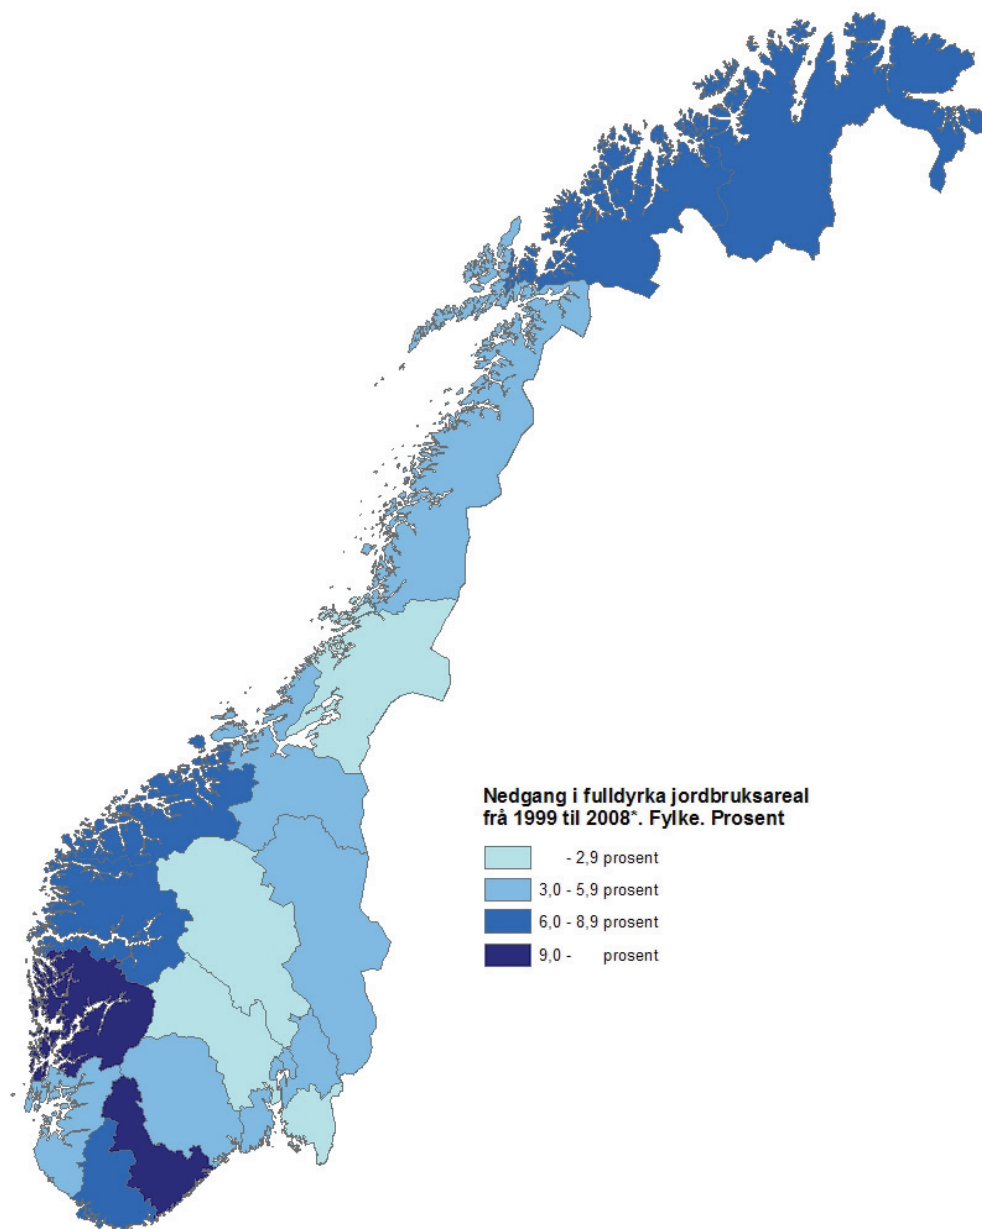 Nedgang i fulldyrka jordbruksareal
frå 1999 til 2008*. Fylke. Prosent
- 2,9 prosent
3,0 - 5,9 prosent
6,0 - 8,9 prosent
9,0 - prosent